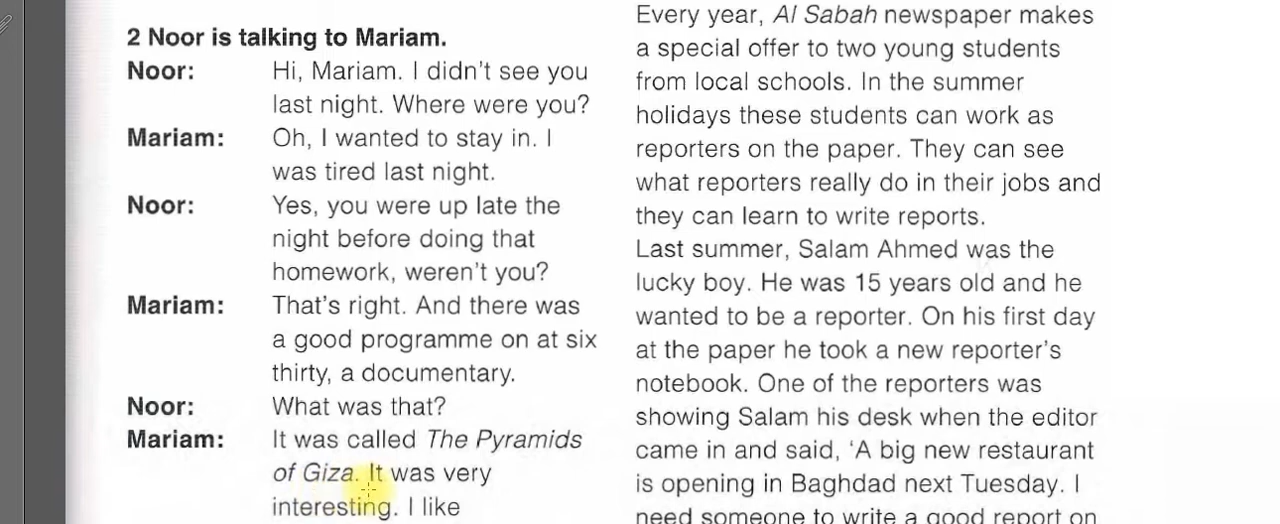 2 Noor is talking to Mariam.
Noor: Hi, Mariam. I didn't see you
last night. Where were you?
Mariam: Oh, I wanted to stay in. I
was tired last night.
Noor: Yes, you were up late the
night before doing that
homework, weren't you?
Mariam: That's right. And there was
a good programme on at six
thirty, a documentary.
Noor: What was that?
Mariam: It was called The Pyramids
of Giza. It was very
interesting. I like
Every year, Al Sabah newspaper makes
a special offer to two young students
from local schools. In the summer
holidays these students can work as
reporters on the paper. They can see
what reporters really do in their jobs and
they can learn to write reports.
Last summer, Salam Ahmed was the
lucky boy. He was 15 years old and he
wanted to be a reporter. On his first day
at the paper he took a new reporter's
notebook. One of the reporters was
showing Salam his desk when the editor
came in and said, 'A big new restaurant
is opening in Baghdad next Tuesday. I
need someone to write a good report on